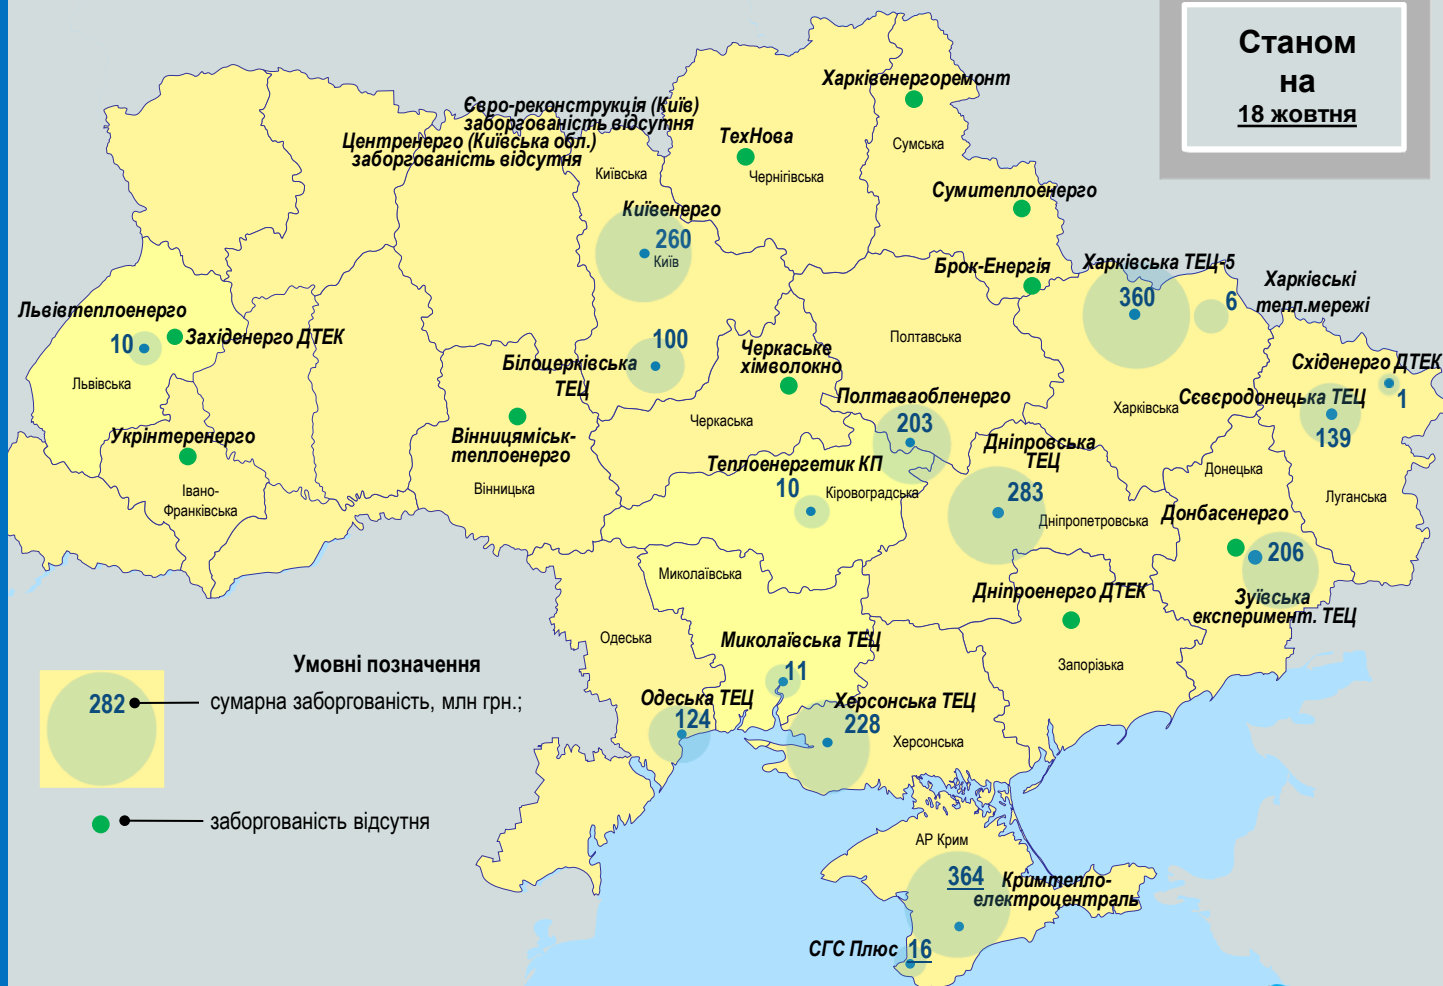 Станом
на
18 жовтня
Харківенергоремонт
Євро-реконструкція (Київ)
заборгованість відсутня
Центренерго (Київська обл.)
заборгованість відсутня
ТехНова
Сумська
Київська
Чернігівська
Сумитеплоенерго
Київенерго
260
Київ
Брок-Енергія
Харківська ТЕЦ-5
360
6
Харківські
тепл.мережі
Львівтеплоенерго
10
Західенерго ДТЕК
Львівська
100
Білоцерківська
ТЕЦ
Черкаське
хімволокно
Полтавська
Східенерго ДТЕК
1
Полтаваобленерго
203
Харківська
Сєвєродонецька ТЕЦ
139
Черкаська
Укрінтеренерго
Вінницяміськ-
теплоенерго
Дніпровська
ТЕЦ
283
Теплоенергетик КП
10
Кіровоградська
Донецька
Луганська
Івано-
Франківська
Вінницька
Дніпропетровська
Донбасенерго
206
Зуївська
експеримент. ТЕЦ
Миколаївська
Дніпроенерго ДТЕК
Одеська
Миколаївська ТЕЦ
11
Запорізька
Умовні позначення
282
сумарна заборгованість, млн грн.;
Одеська ТЕЦ
124
Херсонська ТЕЦ
228
Херсонська
заборгованість відсутня
АР Крим
364
Кримтепло-
електроцентраль
СГС Плюс
16